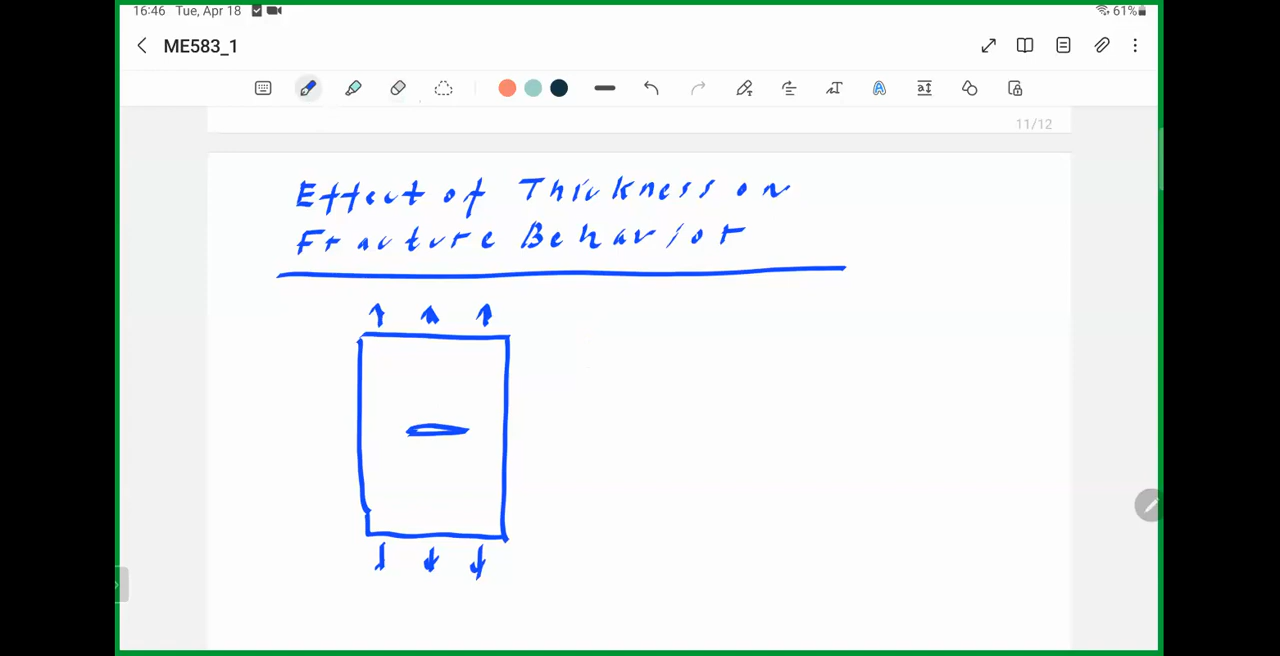 16:46 Tue, Apr 18 61%
ME583_1
11/12
Effect of Thickness on
Fracture Behavior